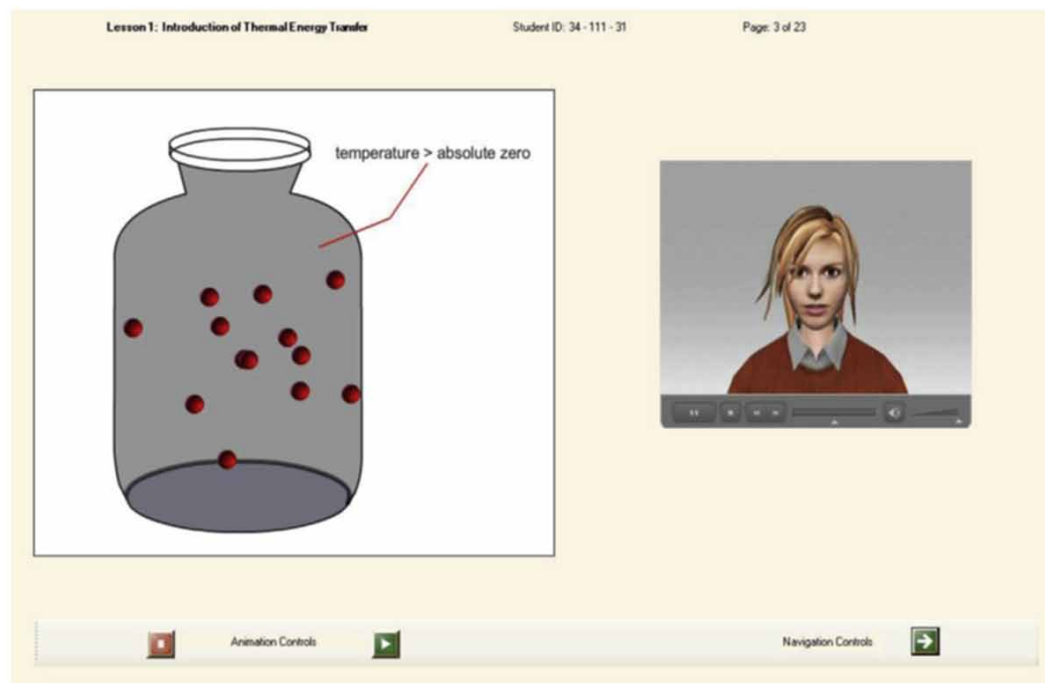 Lesson 1: Introduction of Thermal Energy Transfer
Student ID: 34 - 111 - 31
Page: 3 of 23
temperature > absolute zero
Animation Controls
Navigation Controls